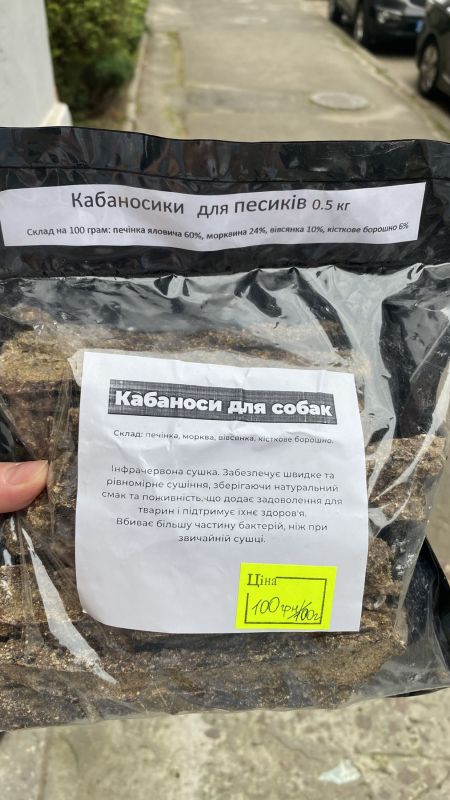 Кабаносики для песиків 0.5 кг
Склад на 100 грам: печінка яловича 60%, морквина 24%, вівсянка 10%, кісткове борошно 6%
Кабаноси для собак
Склад: печінка, морква, вівсянка, кісткове борошно.
Інфрачервона сушка. Забезпечує швидке та
рівномірне сушіння, зберігаючи натуральний
смак та поживність, що додає задоволення для
тварин і підтримує їхнє здоров'я.
Вбиває більшу частину бактерій, ніж при
звичайній сушці.
Ціна
100 грн/100г